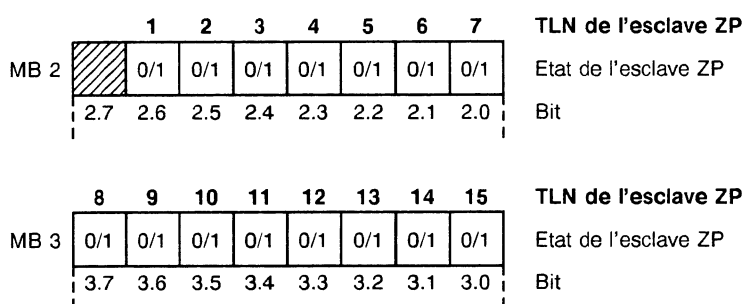 1 2 3 4 5 6 7 TLN de l'esclave ZP
MB 2 0/1 0/1 0/1 0/1 0/1 0/1 0/1 Etat de l'esclave ZP
2.7 2.6 2.5 2.4 2.3 2.2 2.1 2.0 Bit
8 9 10 11 12 13 14 15 TLN de l'esclave ZP
MB 3 0/1 0/1 0/1 0/1 0/1 0/1 0/1 0/1 Etat de l'esclave ZP
3.7 3.6 3.5 3.4 3.3 3.2 3.1 3.0 Bit